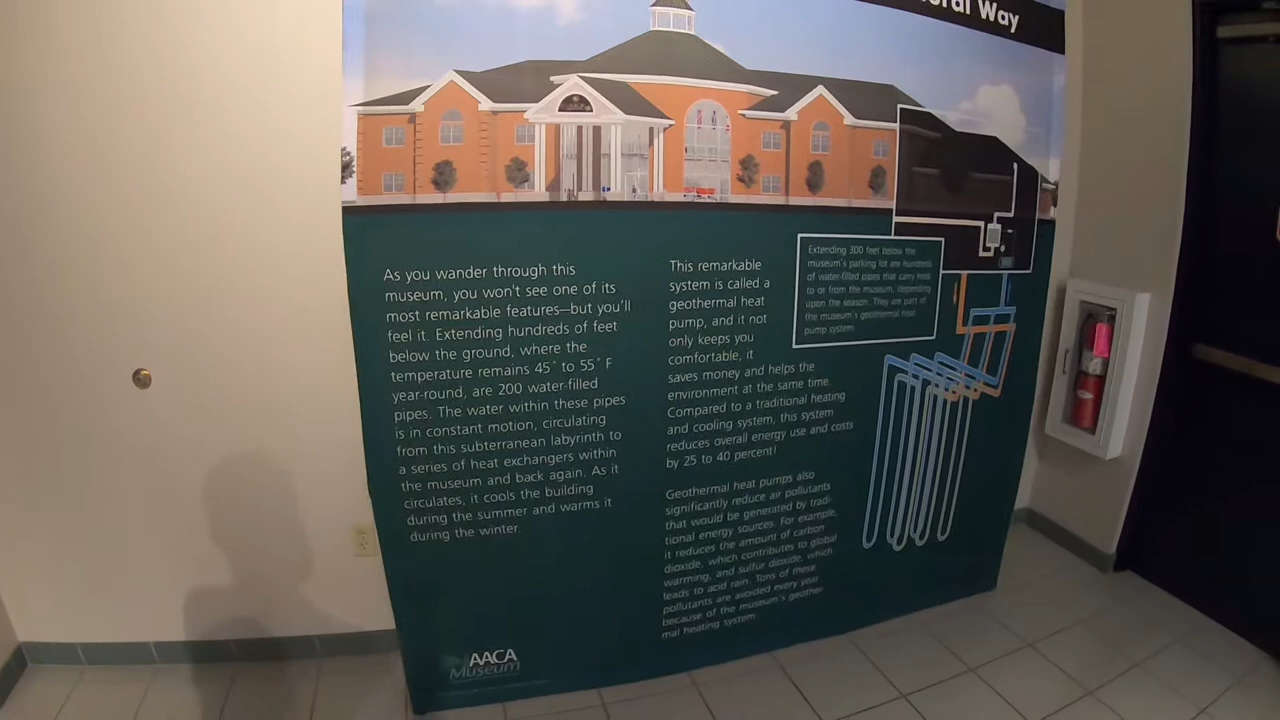 Way
As you wander through this
museum, you won't see one of its
most remarkable features—but you'll
feel it. Extending hundreds of feet
below the ground, where the
temperature remains 45° to 55° F
year-round, are 200 water-filled
pipes. The water within these pipes
is in constant motion, circulating
from this subterranean labyrinth to
a series of heat exchangers within
the museum and back again. As it
circulates, it cools the building
during the summer and warms it
during the winter.
This remarkable
system is called a
geothermal heat
pump, and it not
only keeps you
comfortable, it
saves money and helps the
environment at the same time.
Compared to a traditional heating
and cooling system, this system
reduces overall energy use and costs
by 25 to 40 percent!
Geothermal heat pumps also
significantly reduce air pollutants
that would be generated by tradi-
tional energy sources. For example,
it reduces the amount of carbon
dioxide, which contributes to global
warming, and sulfur dioxide, which
leads to acid rain. Tons of these
pollutants are avoided every year
because of the museum's geother-
mal heating system.
Extending 300 feet below the
museum's parking lot are hundreds
of water-filled pipes that carry heat
to or from the museum, depending
upon the season. They are part of
the museum's geothermal heat
pump system.
AACA
Museum